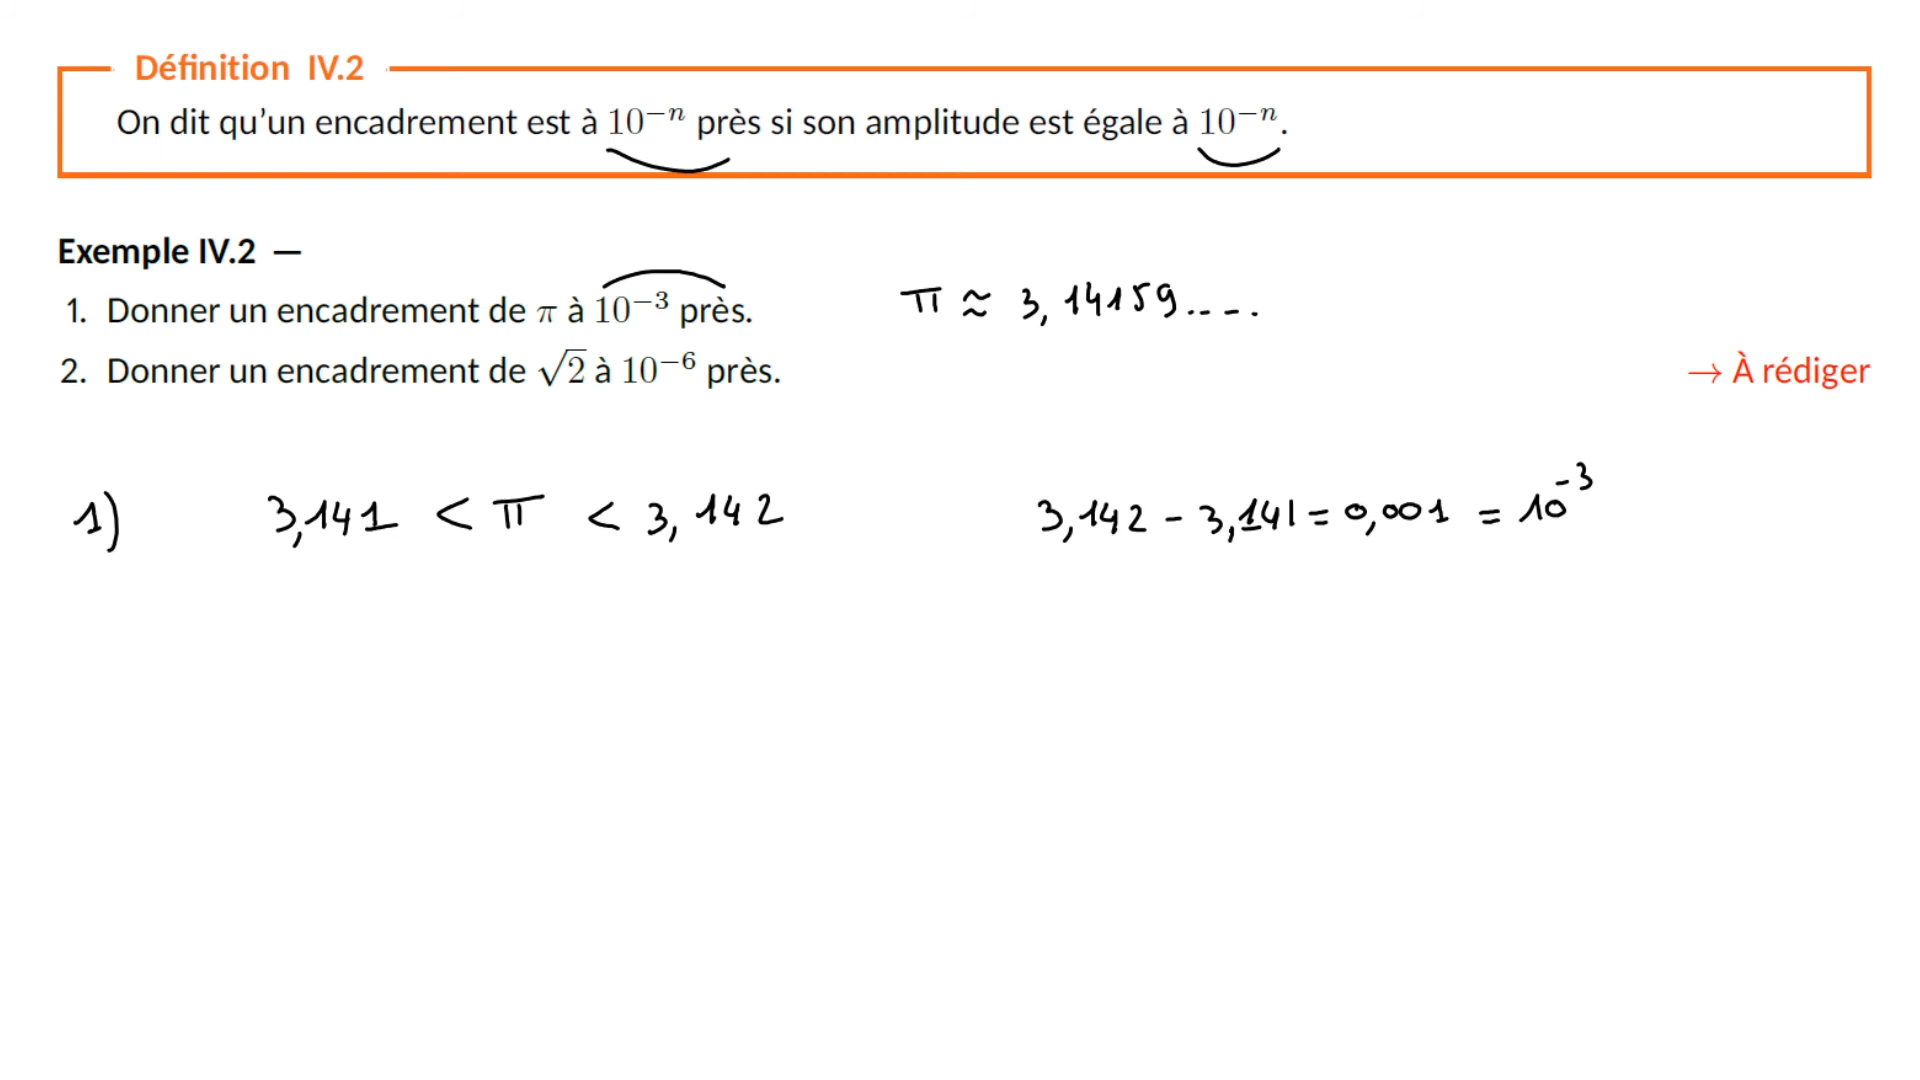 Définition IV.2
On dit qu'un encadrement est à 10⁻ⁿ près si son amplitude est égale à 10⁻ⁿ.
Exemple IV.2 —
1. Donner un encadrement de π à 10⁻³ près.
π ≈ 3,14159.....
2. Donner un encadrement de √2 à 10⁻⁶ près.
→ À rédiger
1) 3,141 < π < 3,142
3,142 - 3,141 = 0,001 = 10⁻³